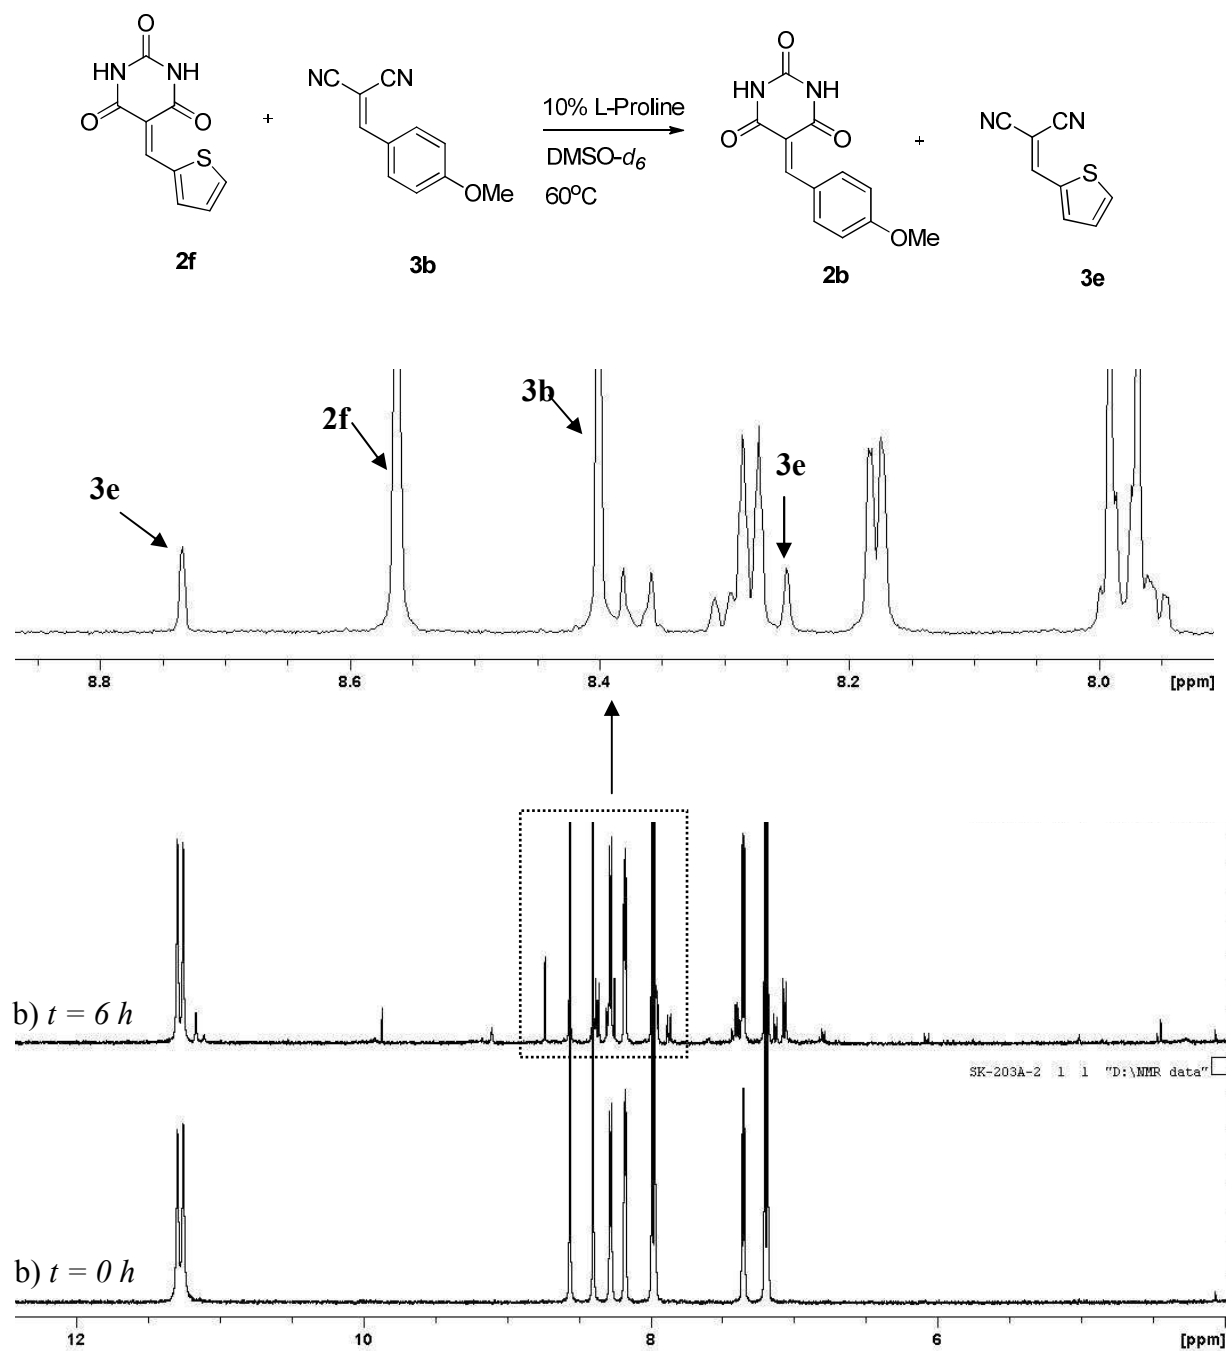 O
HN NH
O O
S
2f
+
NC CN
OMe
3b
10% L-Proline
DMSO-d6
60oC
O
HN NH
O O
OMe
2b
+
NC CN
S
3e
3e
2f
3b
3e
8.8 8.6 8.4 8.2 8.0 [ppm]
b) t = 6 h
SK-203A-2 1 1 "D:\NMR data"
b) t = 0 h
12 10 8 6 [ppm]